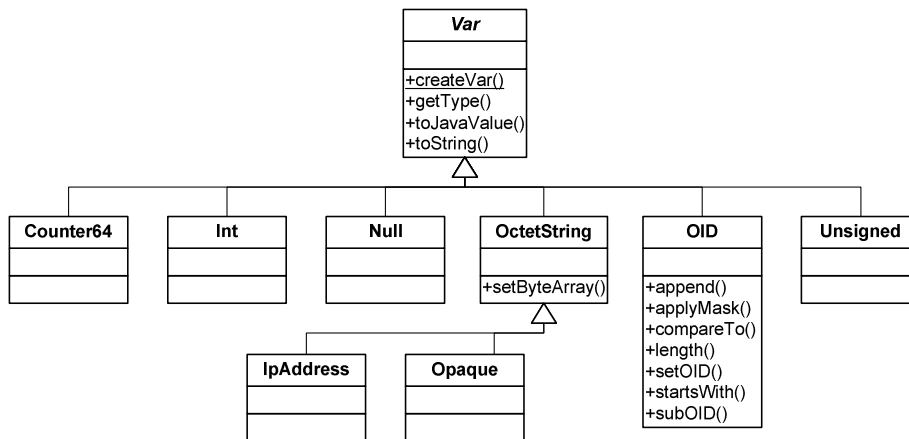 Var
+createVar()
+getType()
+toJavaValue()
+toString()
Counter64
Int
Null
OctetString
+setByteArray()
OID
+append()
+applyMask()
+compareTo()
+length()
+setOID()
+startsWith()
+subOID()
Unsigned
IpAddress
Opaque